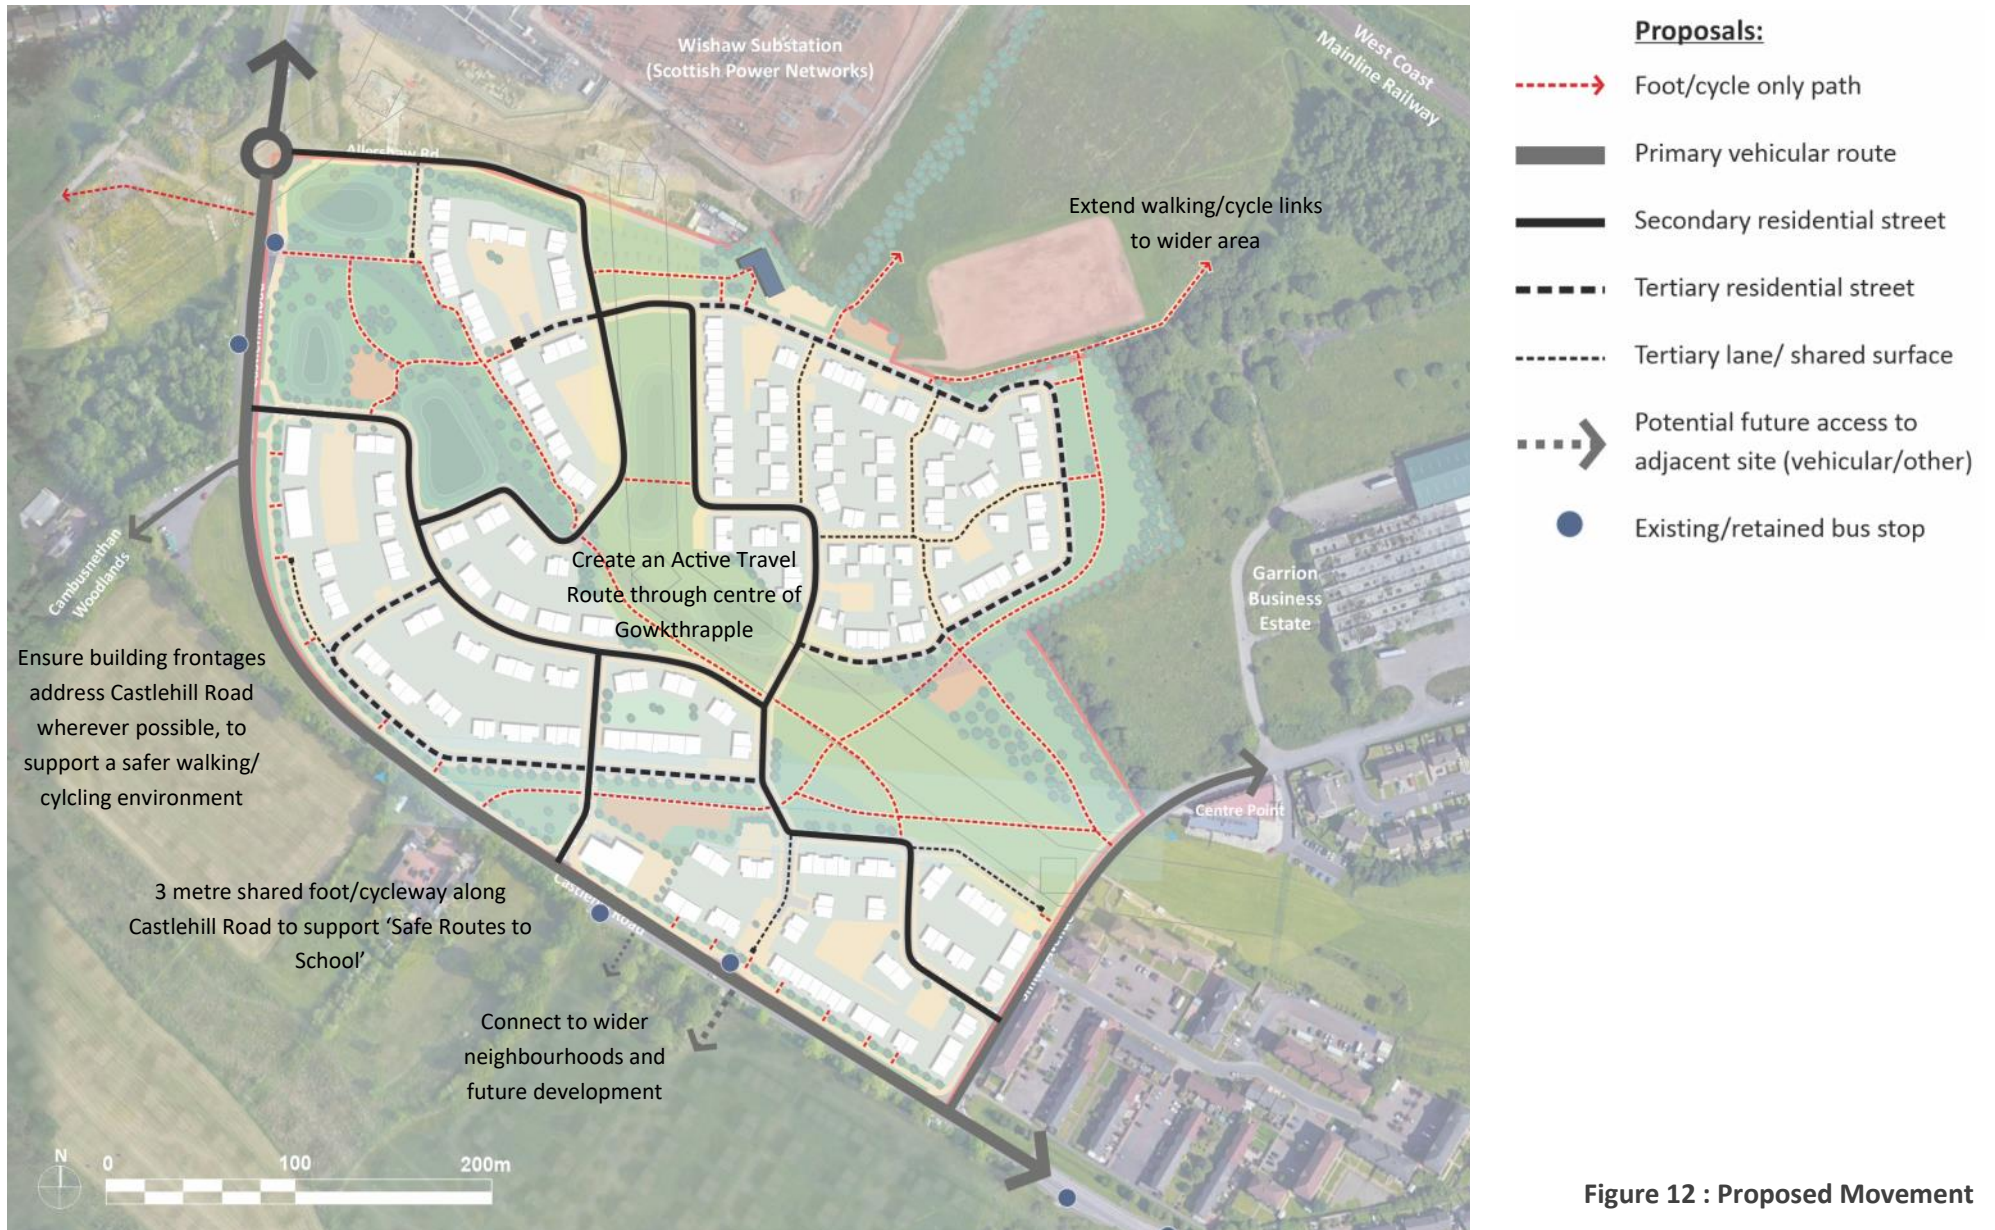 Wishaw Substation
(Scottish Power Networks)
West Coast
Mainline Railway
Allershaw Rd
Extend walking/cycle links
to wider area
Castlehill Road
Cambusnethan
Woodlands
Create an Active Travel
Route through centre of
Gowkthrapple
Garrion
Business
Estate
Ensure building frontages
address Castlehill Road
wherever possible, to
support a safer walking/
cylcling environment
Centre Point
3 metre shared foot/cycleway along
Castlehill Road to support ‘Safe Routes to
School’
Castlehill Road
Connect to wider
neighbourhoods and
future development
N
0 100 200m
Proposals:
Foot/cycle only path
Primary vehicular route
Secondary residential street
Tertiary residential street
Tertiary lane/ shared surface
Potential future access to
adjacent site (vehicular/other)
Existing/retained bus stop
Figure 12 : Proposed Movement